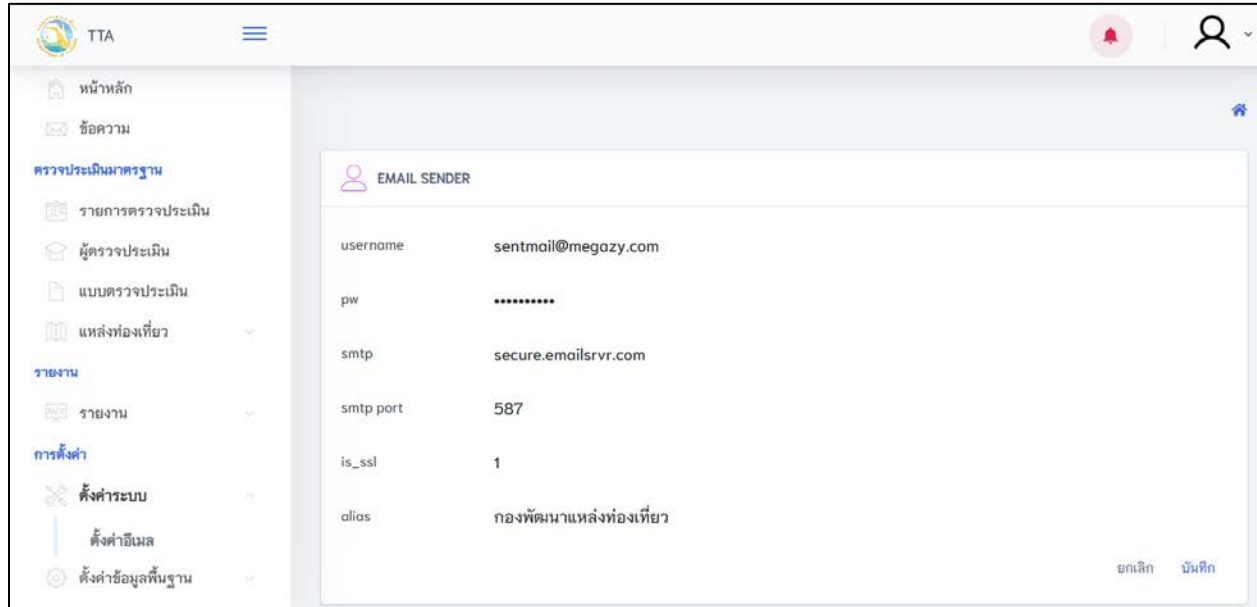 TTA
หน้าหลัก
ข้อความ
ตรวจประเมินมาตรฐาน
รายการตรวจประเมิน
ผู้ตรวจประเมิน
แบบตรวจประเมิน
แหล่งท่องเที่ยว
รายงาน
รายงาน
การตั้งค่า
ตั้งค่าระบบ
ตั้งค่าอีเมล
ตั้งค่าข้อมูลพื้นฐาน
EMAIL SENDER
username sentmail@megazy.com
pw ••••••••••
smtp secure.emailsrvr.com
smtp port 587
is_ssl 1
alias กองพัฒนาแหล่งท่องเที่ยว
ยกเลิก บันทึก